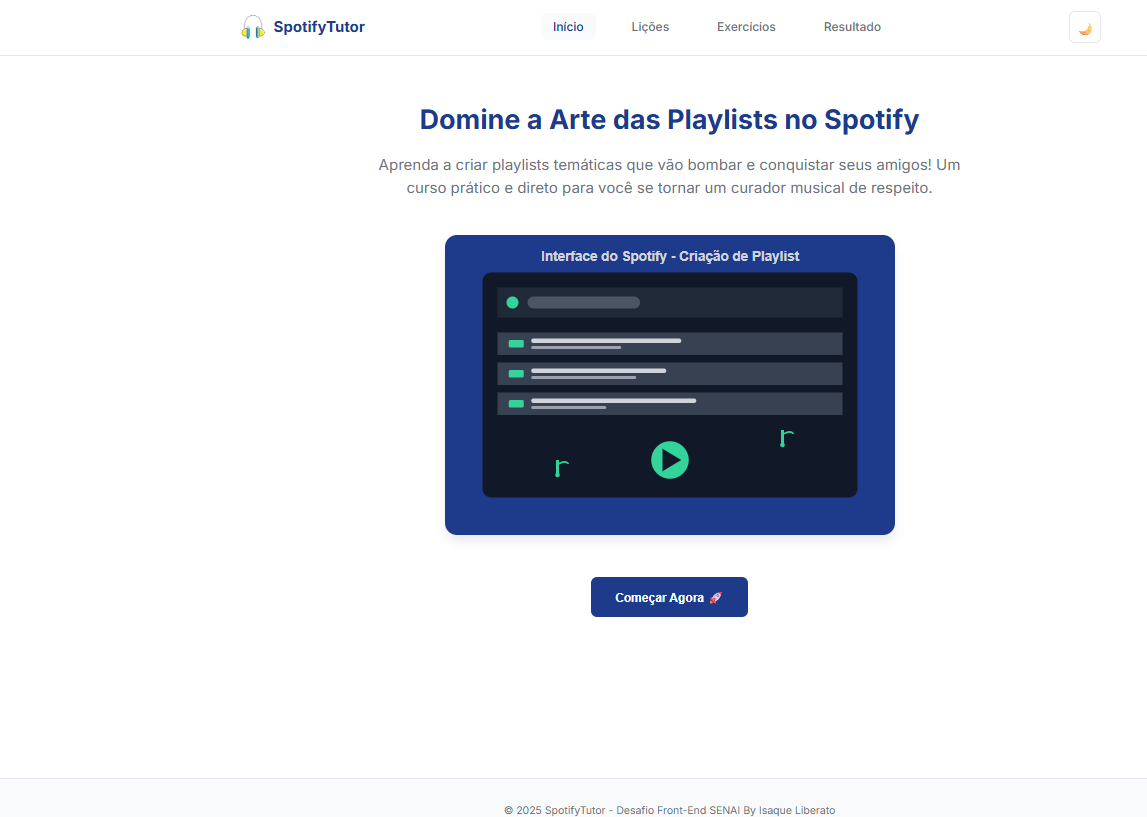 SpotifyTutor
Início
Lições
Exercícios
Resultado
Domine a Arte das Playlists no Spotify
Aprenda a criar playlists temáticas que vão bombar e conquistar seus amigos! Um
curso prático e direto para você se tornar um curador musical de respeito.
Interface do Spotify - Criação de Playlist
Começar Agora 🚀
© 2025 SpotifyTutor - Desafio Front-End SENAI By Isaque Liberato